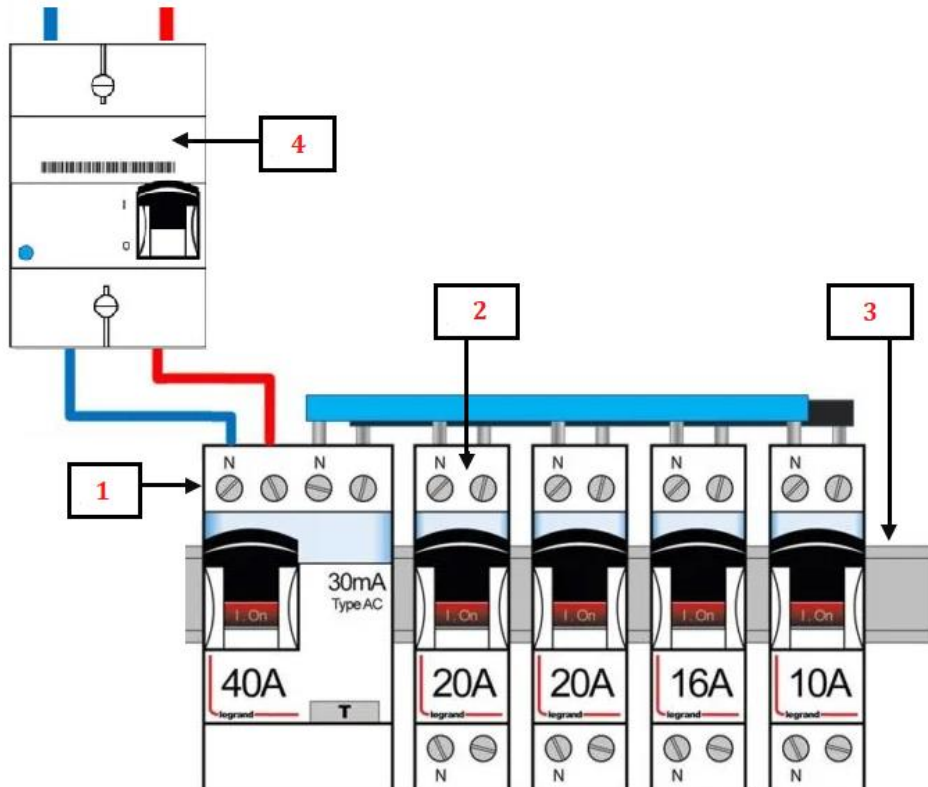 4
I
O
2
3
N N N N N N
1
30mA
Type AC
I . On I . On I . On I . On I . On
40A 20A 20A 16A 10A
T
legrand legrand legrand legrand legrand
N N N N